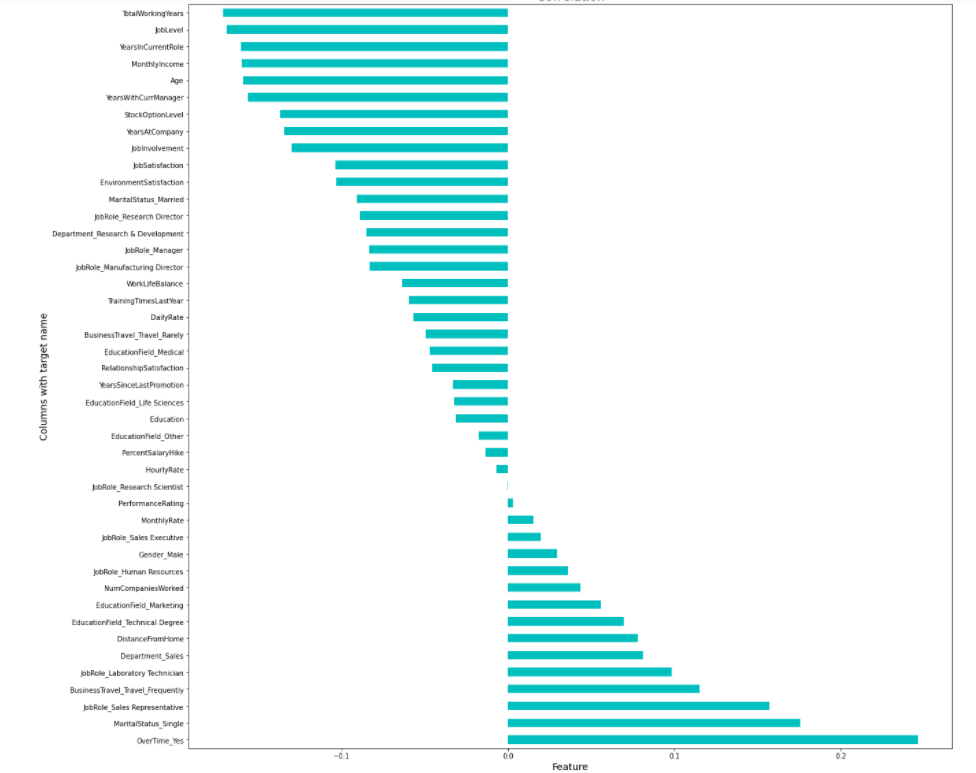 TotalWorkingYears
JobLevel
YearsInCurrentRole
MonthlyIncome
Age
YearsWithCurrManager
StockOptionLevel
YearsAtCompany
JobInvolvement
JobSatisfaction
EnvironmentSatisfaction
MaritalStatus_Married
JobRole_Research Director
Department_Research & Development
JobRole_Manager
JobRole_Manufacturing Director
WorkLifeBalance
TrainingTimesLastYear
DailyRate
BusinessTravel_Travel_Rarely
EducationField_Medical
RelationshipSatisfaction
YearsSinceLastPromotion
EducationField_Life Sciences
Education
EducationField_Other
PercentSalaryHike
HourlyRate
JobRole_Research Scientist
PerformanceRating
MonthlyRate
JobRole_Sales Executive
Gender_Male
JobRole_Human Resources
NumCompaniesWorked
EducationField_Marketing
EducationField_Technical Degree
DistanceFromHome
Department_Sales
JobRole_Laboratory Technician
BusinessTravel_Travel_Frequently
JobRole_Sales Representative
MaritalStatus_Single
OverTime_Yes
Columns with target name
−0.1 0.0 0.1 0.2
Feature